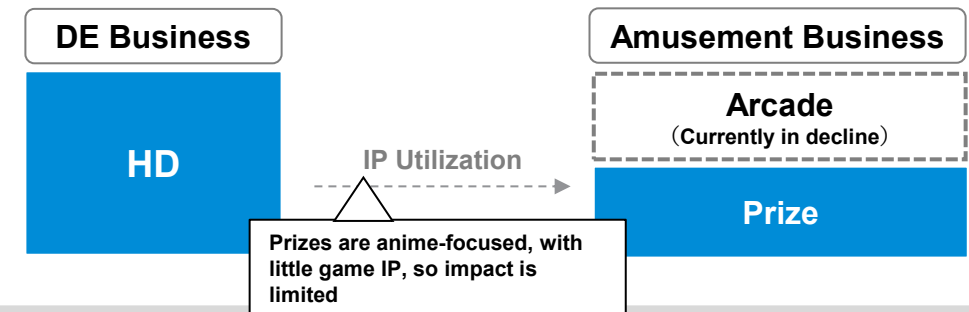 DE Business
Amusement Business
HD
IP Utilization
Arcade
（Currently in decline）
Prize
Prizes are anime-focused, with
little game IP, so impact is
limited